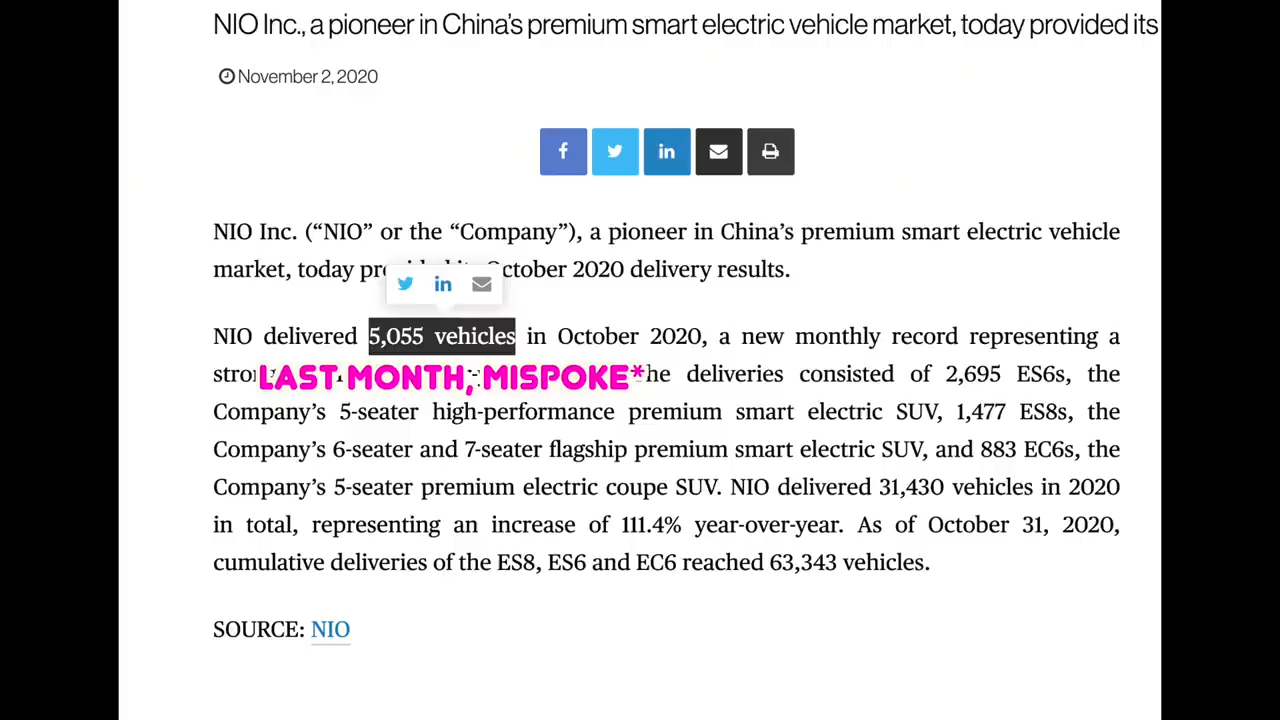 NIO Inc., a pioneer in China's premium smart electric vehicle market, today provided its
November 2, 2020
NIO Inc. (“NIO” or the “Company”), a pioneer in China's premium smart electric vehicle
market, today October 2020 delivery results.
NIO delivered 5,055 vehicles in October 2020, a new monthly record representing a
LAST MONTH, MISPOKE*
deliveries consisted of 2,695 ES6s, the
Company's 5-seater high-performance premium smart electric SUV, 1,477 ES8s, the
Company's 6-seater and 7-seater flagship premium smart electric SUV, and 883 EC6s, the
Company's 5-seater premium electric coupe SUV. NIO delivered 31,430 vehicles in 2020
in total, representing an increase of 111.4% year-over-year. As of October 31, 2020,
cumulative deliveries of the ES8, ES6 and EC6 reached 63,343 vehicles.
SOURCE: NIO